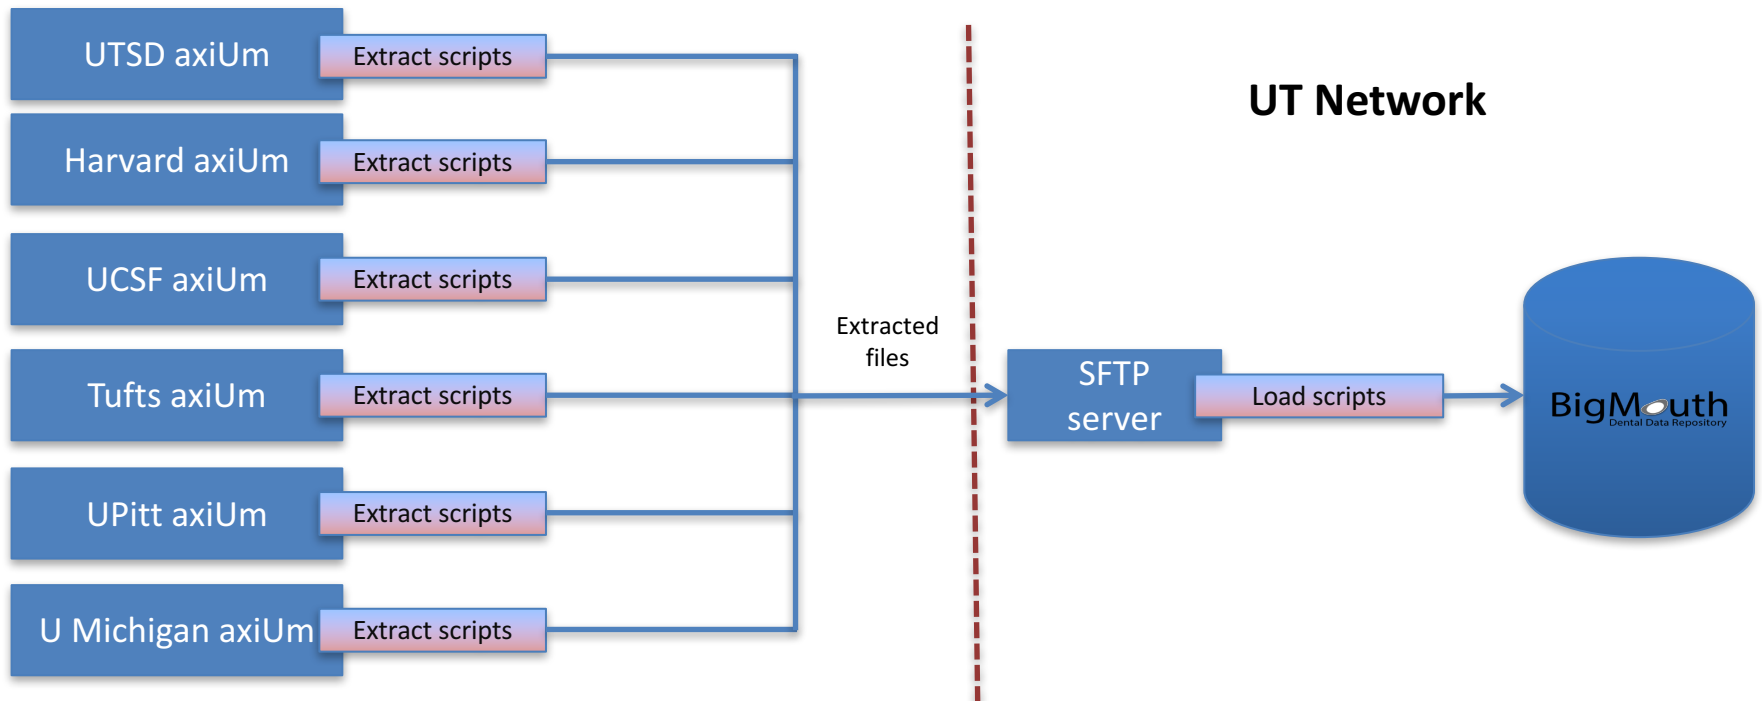 UTSD axiUm
Extract scripts
UT Network
Harvard axiUm
Extract scripts
UCSF axiUm
Extract scripts
Extracted
files
Tufts axiUm
Extract scripts
SFTP
server
Load scripts
BigMouth
Dental Data Repository
UPitt axiUm
Extract scripts
U Michigan axiUm
Extract scripts